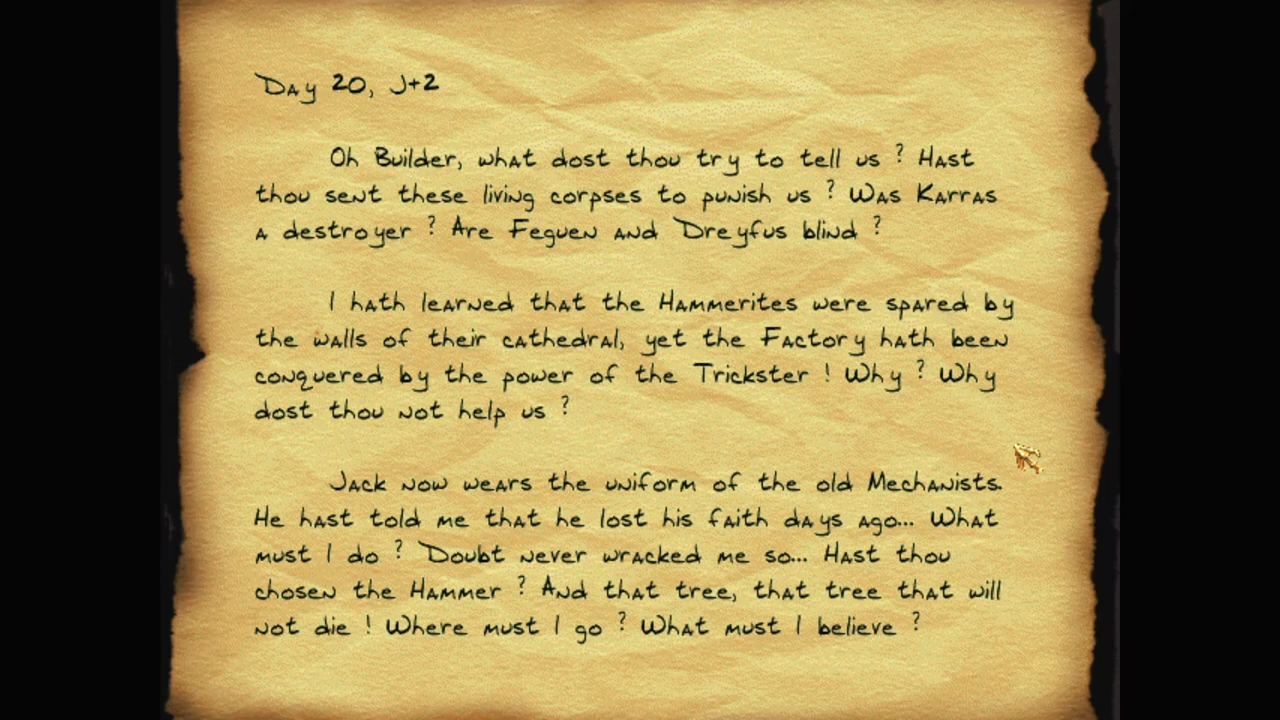 Day 20, J+2
Oh Builder, what dost thou try to tell us ? Hast
thou sent these living corpses to punish us ? Was Karras
a destroyer ? Are Feguen and Dreyfus blind ?
I hath learned that the Hammerites were spared by
the walls of their cathedral, yet the Factory hath been
conquered by the power of the Trickster ! Why ? Why
dost thou not help us ?
Jack now wears the uniform of the old Mechanists.
He hast told me that he lost his faith days ago... What
must I do ? Doubt never wracked me so... Hast thou
chosen the Hammer ? And that tree, that tree that will
not die ! Where must I go ? What must I believe ?